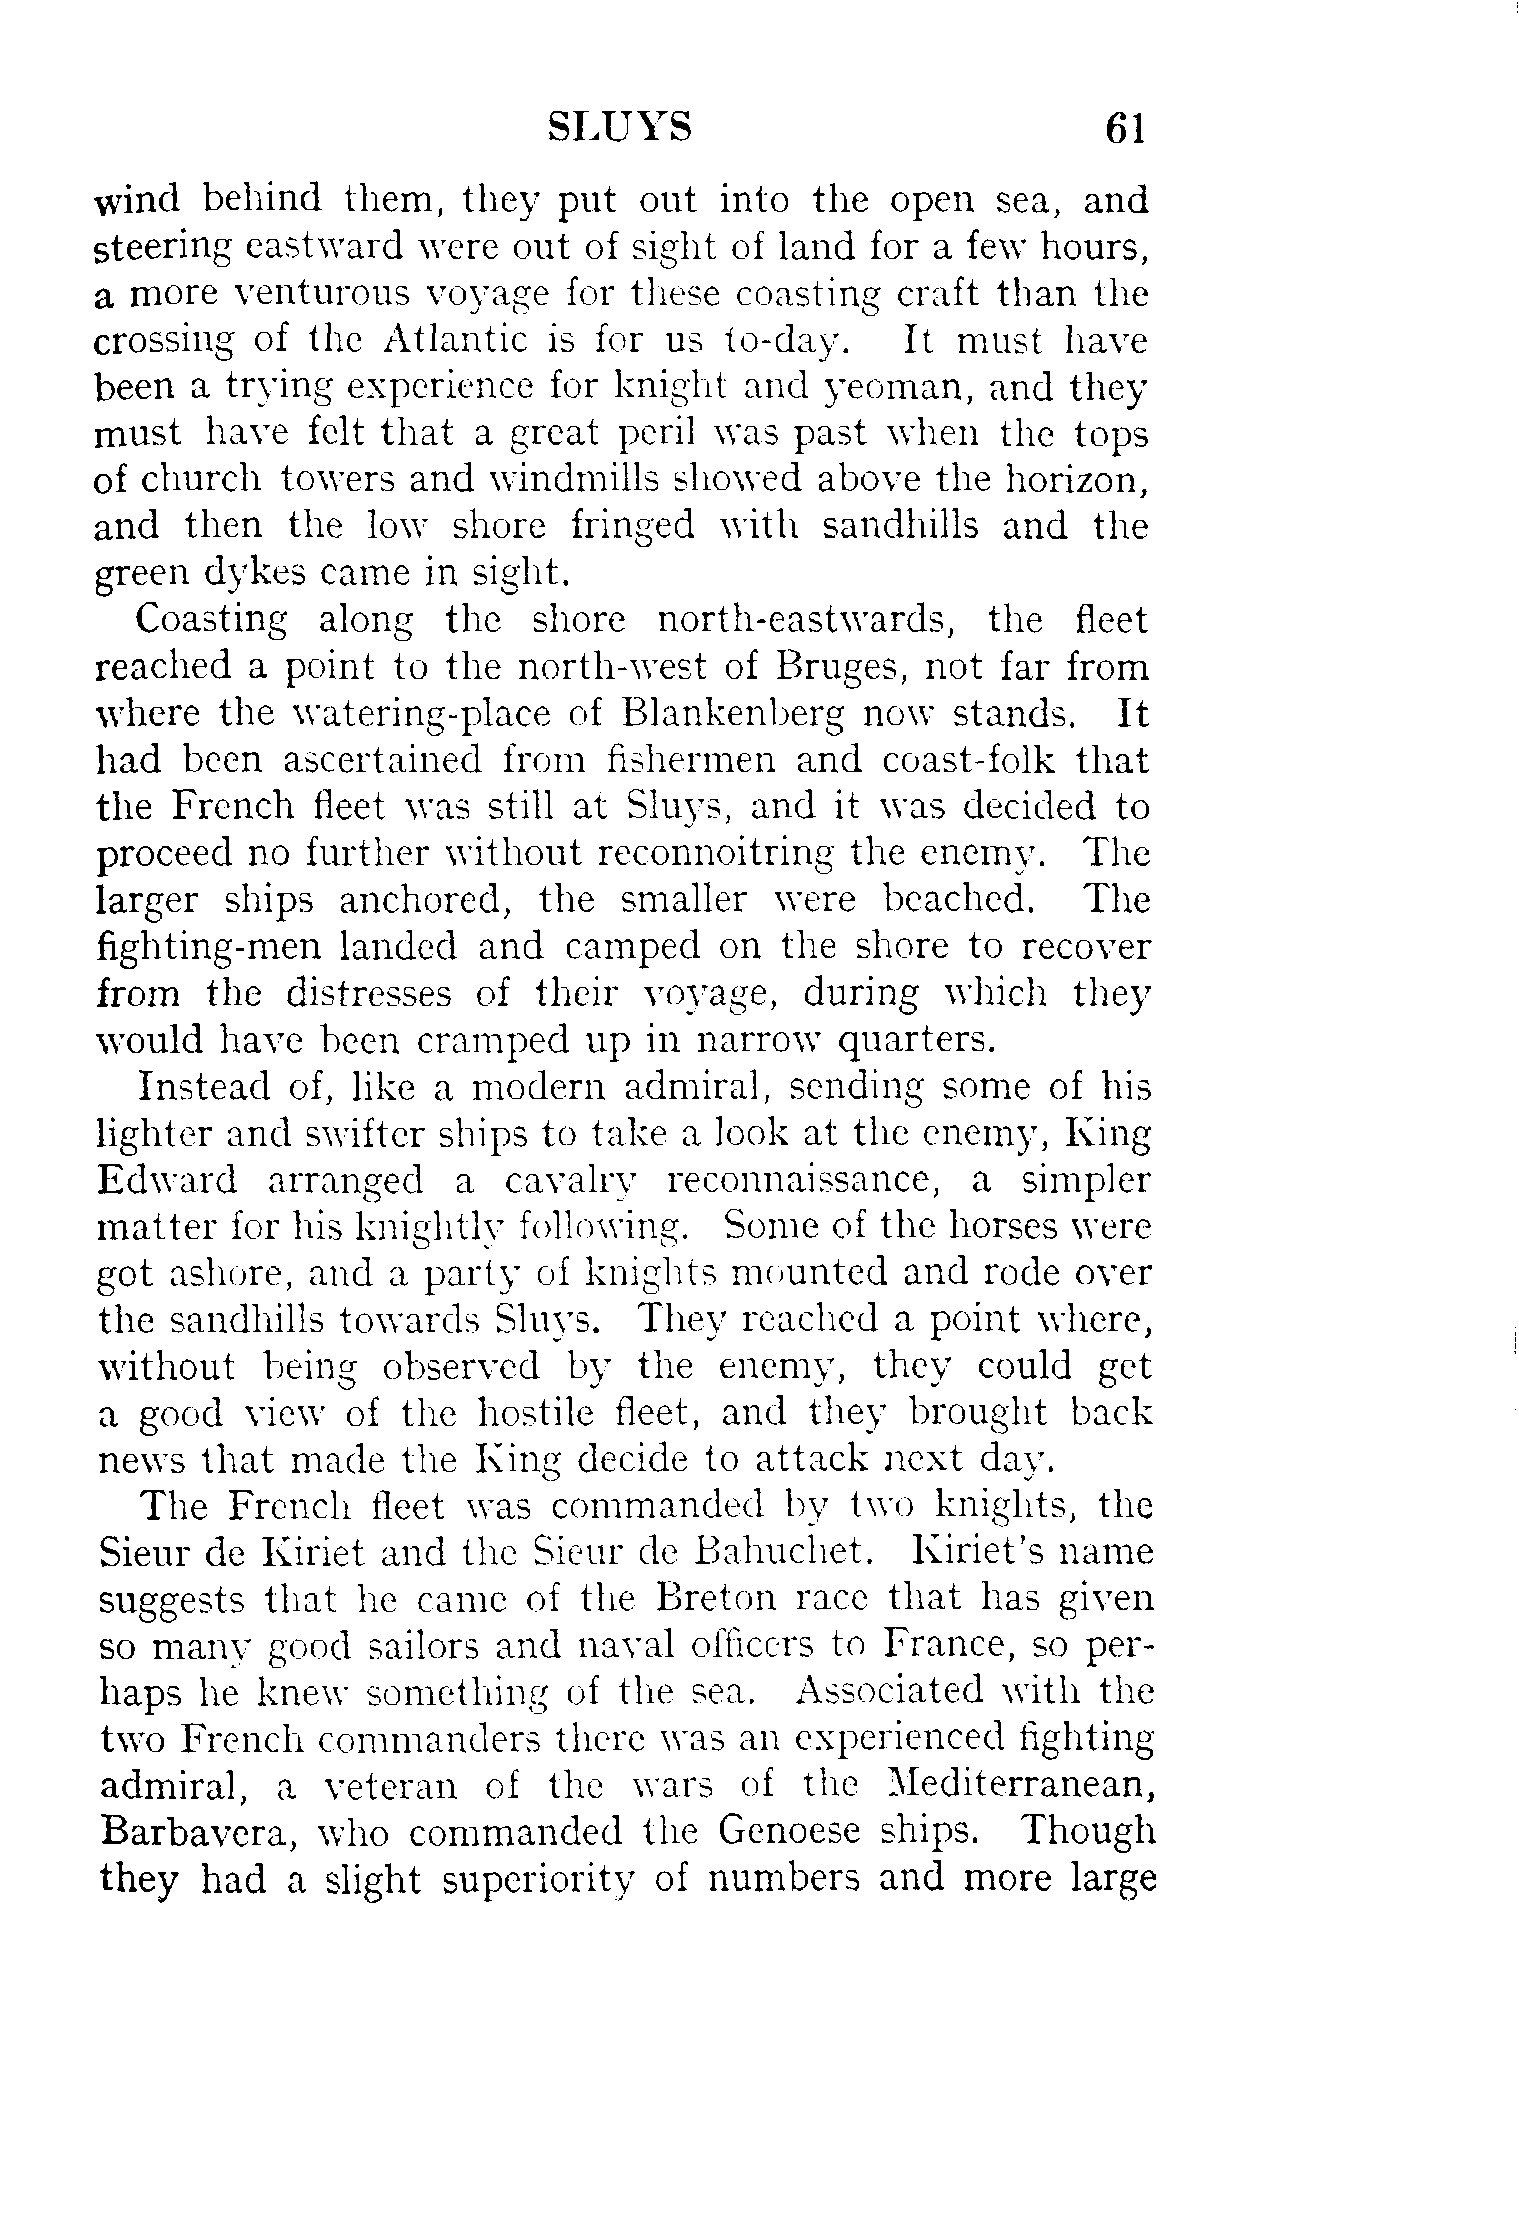 SLUYS 61
wind behind them, they put out into the open sea, and
steering eastward were out of sight of land for a few hours,
a more venturous voyage for these coasting craft than the
crossing of the Atlantic is for us to-day. It must have
been a trying experience for knight and yeoman, and they
must have felt that a great peril was past when the tops
of church towers and windmills showed above the horizon,
and then the low shore fringed with sandhills and the
green dykes came in sight.
Coasting along the shore north-eastwards, the fleet
reached a point to the north-west of Bruges, not far from
where the watering-place of Blankenberg now stands. It
had been ascertained from fishermen and coast-folk that
the French fleet was still at Sluys, and it was decided to
proceed no further without reconnoitring the enemy. The
larger ships anchored, the smaller were beached. The
fighting-men landed and camped on the shore to recover
from the distresses of their voyage, during which they
would have been cramped up in narrow quarters.
Instead of, like a modern admiral, sending some of his
lighter and swifter ships to take a look at the enemy, King
Edward arranged a cavalry reconnaissance, a simpler
matter for his knightly following. Some of the horses were
got ashore, and a party of knights mounted and rode over
the sandhills towards Sluys. They reached a point where,
without being observed by the enemy, they could get
a good view of the hostile fleet, and they brought back
news that made the King decide to attack next day.
The French fleet was commanded by two knights, the
Sieur de Kiriet and the Sieur de Bahuchet. Kiriet's name
suggests that he came of the Breton race that has given
so many good sailors and naval officers to France, so per-
haps he knew something of the sea. Associated with the
two French commanders there was an experienced fighting
admiral, a veteran of the wars of the Mediterranean,
Barbavera, who commanded the Genoese ships. Though
they had a slight superiority of numbers and more large